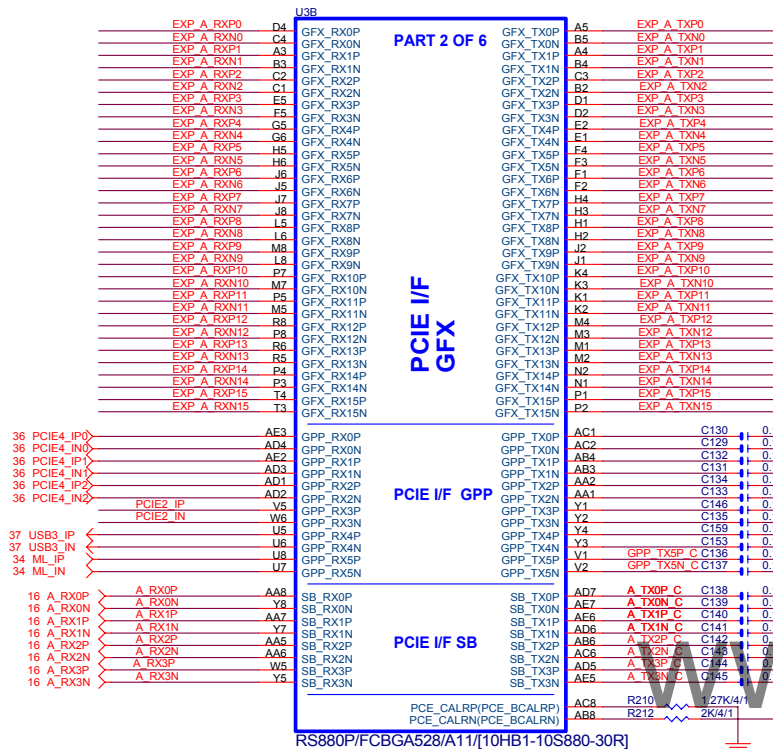 U3B
EXP_A_RXP0 D4 GFX_RX0P PART 2 OF 6 GFX_TX0P A5 EXP_A_TXP0
EXP_A_RXN0 C4 GFX_RX0N GFX_TX0N B5 EXP_A_TXN0
EXP_A_RXP1 A3 GFX_RX1P GFX_TX1P A4 EXP_A_TXP1
EXP_A_RXN1 B3 GFX_RX1N GFX_TX1N B4 EXP_A_TXN1
EXP_A_RXP2 C2 GFX_RX2P GFX_TX2P C3 EXP_A_TXP2
EXP_A_RXN2 C1 GFX_RX2N GFX_TX2N B2 EXP_A_TXN2
EXP_A_RXP3 E5 GFX_RX3P GFX_TX3P D1 EXP_A_TXP3
EXP_A_RXN3 F5 GFX_RX3N GFX_TX3N D2 EXP_A_TXN3
EXP_A_RXP4 G5 GFX_RX4P GFX_TX4P E2 EXP_A_TXP4
EXP_A_RXN4 G6 GFX_RX4N GFX_TX4N E1 EXP_A_TXN4
EXP_A_RXP5 H5 GFX_RX5P GFX_TX5P F4 EXP_A_TXP5
EXP_A_RXN5 H6 GFX_RX5N GFX_TX5N F3 EXP_A_TXN5
EXP_A_RXP6 J6 GFX_RX6P GFX_TX6P F1 EXP_A_TXP6
EXP_A_RXN6 J5 GFX_RX6N GFX_TX6N F2 EXP_A_TXN6
EXP_A_RXP7 J7 GFX_RX7P GFX_TX7P H4 EXP_A_TXP7
EXP_A_RXN7 J8 GFX_RX7N GFX_TX7N H3 EXP_A_TXN7
EXP_A_RXP8 L5 GFX_RX8P GFX_TX8P H1 EXP_A_TXP8
EXP_A_RXN8 L6 GFX_RX8N GFX_TX8N H2 EXP_A_TXN8
EXP_A_RXP9 M8 GFX_RX9P GFX_TX9P J2 EXP_A_TXP9
EXP_A_RXN9 L8 GFX_RX9N GFX_TX9N J1 EXP_A_TXN9
EXP_A_RXP10 P7 GFX_RX10P GFX_TX10P K4 EXP_A_TXP10
EXP_A_RXN10 M7 GFX_RX10N GFX_TX10N K3 EXP_A_TXN10
EXP_A_RXP11 P5 GFX_RX11P GFX_TX11P K1 EXP_A_TXP11
EXP_A_RXN11 M5 GFX_RX11N GFX_TX11N K2 EXP_A_TXN11
EXP_A_RXP12 R8 GFX_RX12P GFX_TX12P M4 EXP_A_TXP12
EXP_A_RXN12 P8 GFX_RX12N GFX_TX12N M3 EXP_A_TXN12
EXP_A_RXP13 R6 GFX_RX13P GFX_TX13P M1 EXP_A_TXP13
EXP_A_RXN13 R5 GFX_RX13N GFX_TX13N M2 EXP_A_TXN13
EXP_A_RXP14 P4 GFX_RX14P GFX_TX14P N2 EXP_A_TXP14
EXP_A_RXN14 P3 GFX_RX14N GFX_TX14N N1 EXP_A_TXN14
EXP_A_RXP15 T4 GFX_RX15P GFX_TX15P P1 EXP_A_TXP15
EXP_A_RXN15 T3 GFX_RX15N GFX_TX15N P2 EXP_A_TXN15
PCIE I/F
GFX
36 PCIE4_IP0 AE3 GPP_RX0P GPP_TX0P AC1 C130 0.
36 PCIE4_IN0 AD4 GPP_RX0N GPP_TX0N AC2 C129 0.
36 PCIE4_IP1 AE2 GPP_RX1P GPP_TX1P AB4 C132 0.
36 PCIE4_IN1 AD3 GPP_RX1N GPP_TX1N AB3 C131 0.
36 PCIE4_IP2 AD1 GPP_RX2P GPP_TX2P AA2 C134 0.
36 PCIE4_IN2 AD2 GPP_RX2N PCIE I/F GPP GPP_TX2N AA1 C133 0.
PCIE2_IP V5 GPP_RX3P GPP_TX3P Y1 C146 0.
PCIE2_IN W6 GPP_RX3N GPP_TX3N Y2 C135 0.
37 USB3_IP U5 GPP_RX4P GPP_TX4P Y4 C159 0.
37 USB3_IN U6 GPP_RX4N GPP_TX4N Y3 C153 0.
34 ML_IP U8 GPP_RX5P GPP_TX5P V1 GPP_TX5P_C C136 0.
34 ML_IN U7 GPP_RX5N GPP_TX5N V2 GPP_TX5N_C C137 0.
16 A_RX0P A_RX0P AA8 SB_RX0P SB_TX0P AD7 A_TX0P_C C138 0.
16 A_RX0N A_RX0N Y8 SB_RX0N SB_TX0N AE7 A_TX0N_C C139 0.
16 A_RX1P A_RX1P AA7 SB_RX1P SB_TX1P AE6 A_TX1P_C C140 0.
16 A_RX1N A_RX1N Y7 SB_RX1N PCIE I/F SB SB_TX1N AD6 A_TX1N_C C141 0.
16 A_RX2P A_RX2P AA5 SB_RX2P SB_TX2P AB6 A_TX2P_C C142 0.
16 A_RX2N A_RX2N AA6 SB_RX2N SB_TX2N AC6 A_TX2N_C C143 0.
16 A_RX3P A_RX3P W5 SB_RX3P SB_TX3P AD5 A_TX3P_C C144 0.
16 A_RX3N A_RX3N Y5 SB_RX3N SB_TX3N AE5 A_TX3N_C C145 0.
PCE_CALRP(PCE_BCALRP) AC8 R210 1.27K/4/1
PCE_CALRN(PCE_BCALRN) AB8 R212 2K/4/1
RS880P/FCBGA528/A11/[10HB1-10S880-30R]